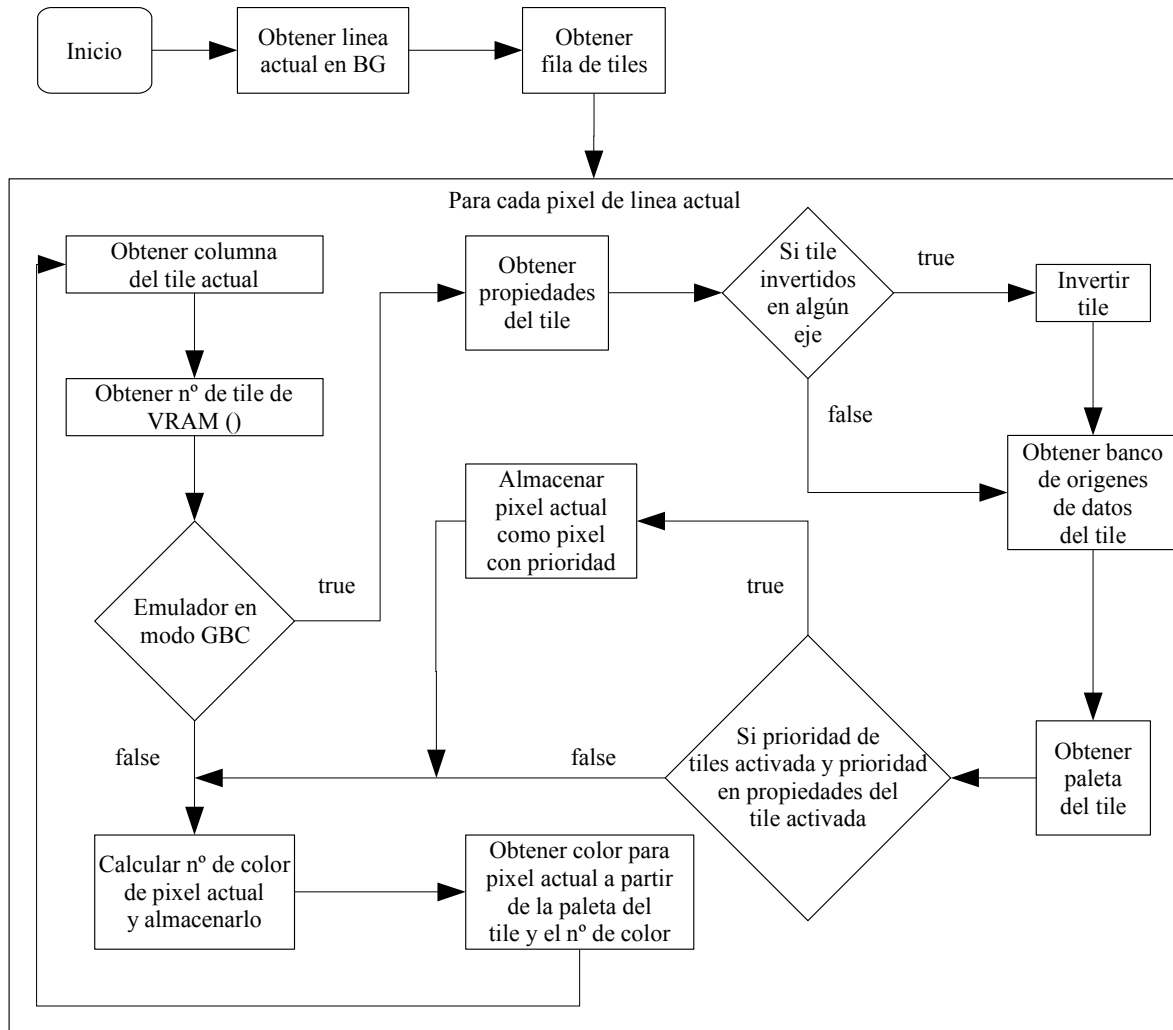 Inicio
Obtener linea
actual en BG
Obtener
fila de tiles
Para cada pixel de linea actual
Obtener columna
del tile actual
Obtener nº de tile de
VRAM ()
Emulador en
modo GBC
true
false
Obtener
propiedades
del tile
Si tile
invertidos
en algún
eje
true
false
Invertir
tile
Obtener banco
de origenes
de datos
del tile
Obtener
paleta
del tile
Si prioridad de
tiles activada y prioridad
en propiedades del
tile activada
true
false
Almacenar
pixel actual
como pixel
con prioridad
Calcular nº de color
de pixel actual
y almacenarlo
Obtener color para
pixel actual a partir
de la paleta del
tile y el nº de color